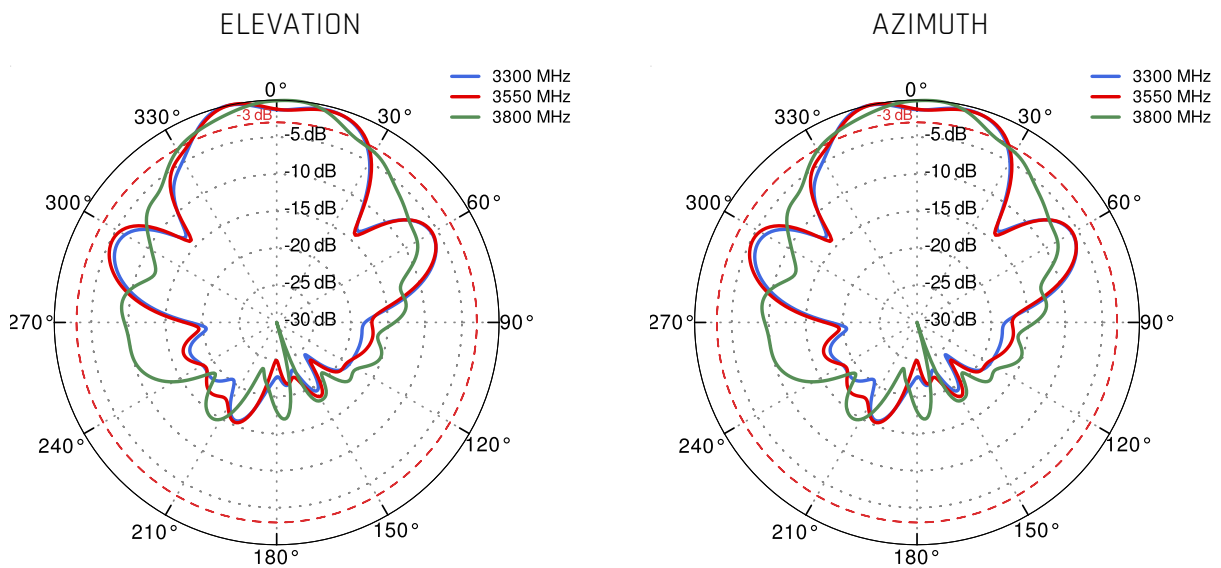 ELEVATION
3300 MHz
3550 MHz
3800 MHz
0°
-3 dB
330°
30°
-5 dB
-10 dB
300°
60°
-15 dB
-20 dB
-25 dB
270°
-30 dB
90°
240°
120°
210°
150°
180°
AZIMUTH
3300 MHz
3550 MHz
3800 MHz
0°
-3 dB
330°
30°
-5 dB
-10 dB
300°
60°
-15 dB
-20 dB
-25 dB
270°
-30 dB
90°
240°
120°
210°
150°
180°